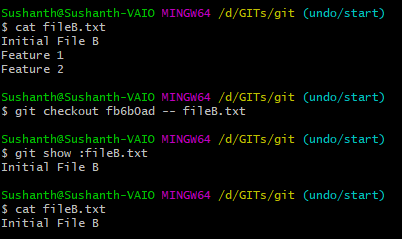 Sushanth@Sushanth-VAIO MINGW64 /d/GITs/git (undo/start)
$ cat fileB.txt
Initial File B
Feature 1
Feature 2
Sushanth@Sushanth-VAIO MINGW64 /d/GITs/git (undo/start)
$ git checkout fb6b0ad -- fileB.txt
Sushanth@Sushanth-VAIO MINGW64 /d/GITs/git (undo/start)
$ git show :fileB.txt
Initial File B
Sushanth@Sushanth-VAIO MINGW64 /d/GITs/git (undo/start)
$ cat fileB.txt
Initial File B